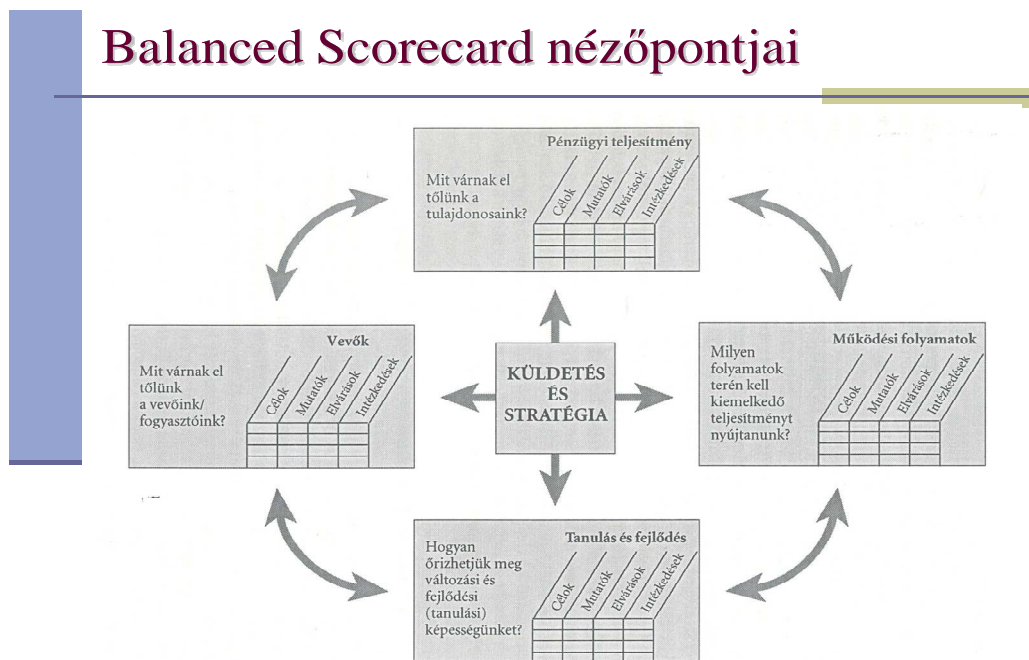 Balanced Scorecard nézőpontjai
Pénzügyi teljesítmény
Mit várnak el
tőlünk a
tulajdonosaink?
Célok
Mutatók
Elvárások
Intézkedések
Vevők
Mit várnak el
tőlünk
a vevőink/
fogyasztóink?
Célok
Mutatók
Elvárások
Intézkedések
KÜLDETÉS
ÉS
STRATÉGIA
Működési folyamatok
Milyen
folyamatok
terén kell
kiemelkedő
teljesítményt
nyújtanunk?
Célok
Mutatók
Elvárások
Intézkedések
Tanulás és fejlődés
Hogyan
őrizhetjük meg
változási és
fejlődési
(tanulási)
képességünket?
Célok
Mutatók
Elvárások
Intézkedések